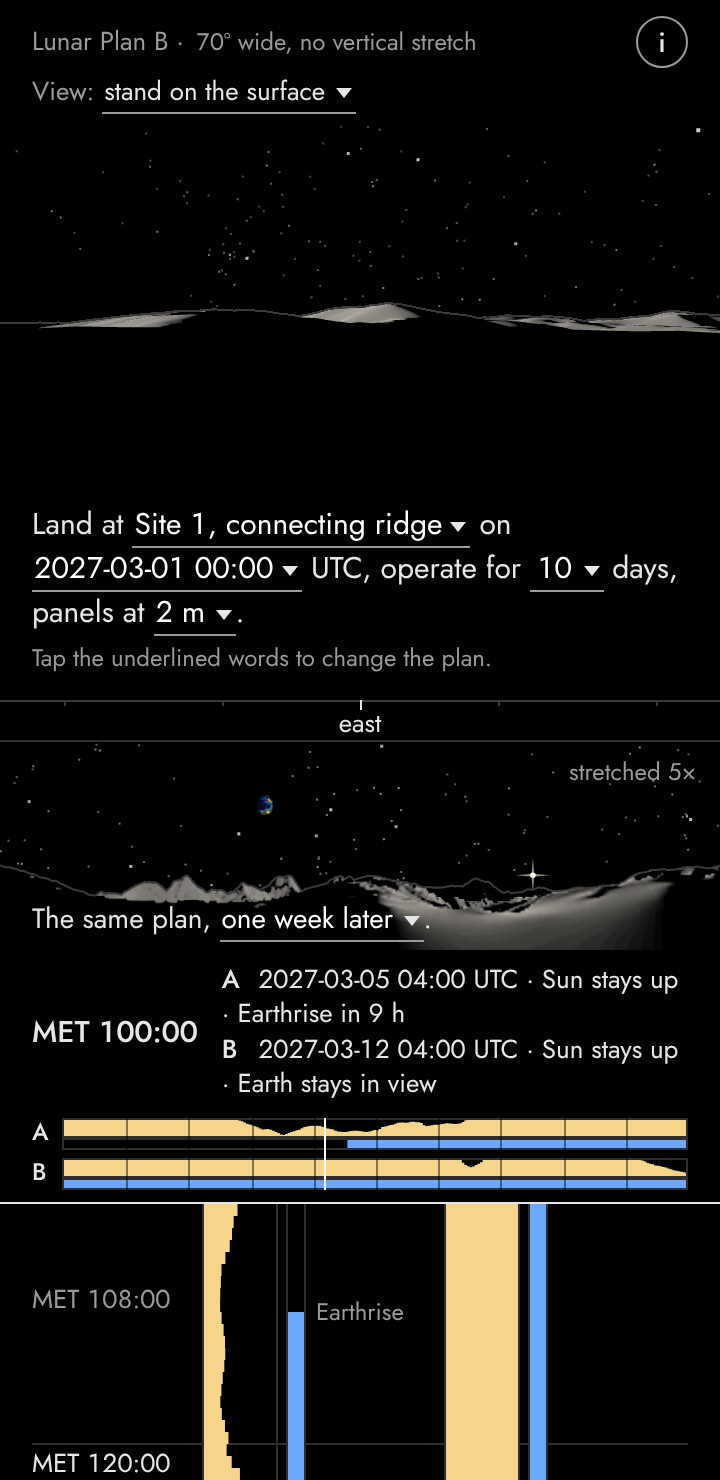 Lunar Plan B · 70° wide, no vertical stretch
i
View: stand on the surface
Land at Site 1, connecting ridge on
2027-03-01 00:00 UTC, operate for 10 days,
panels at 2 m.
Tap the underlined words to change the plan.
east
stretched 5×
The same plan, one week later.
MET 100:00
A 2027-03-05 04:00 UTC · Sun stays up
· Earthrise in 9 h
B 2027-03-12 04:00 UTC · Sun stays up
· Earth stays in view
A
B
MET 108:00
Earthrise
MET 120:00